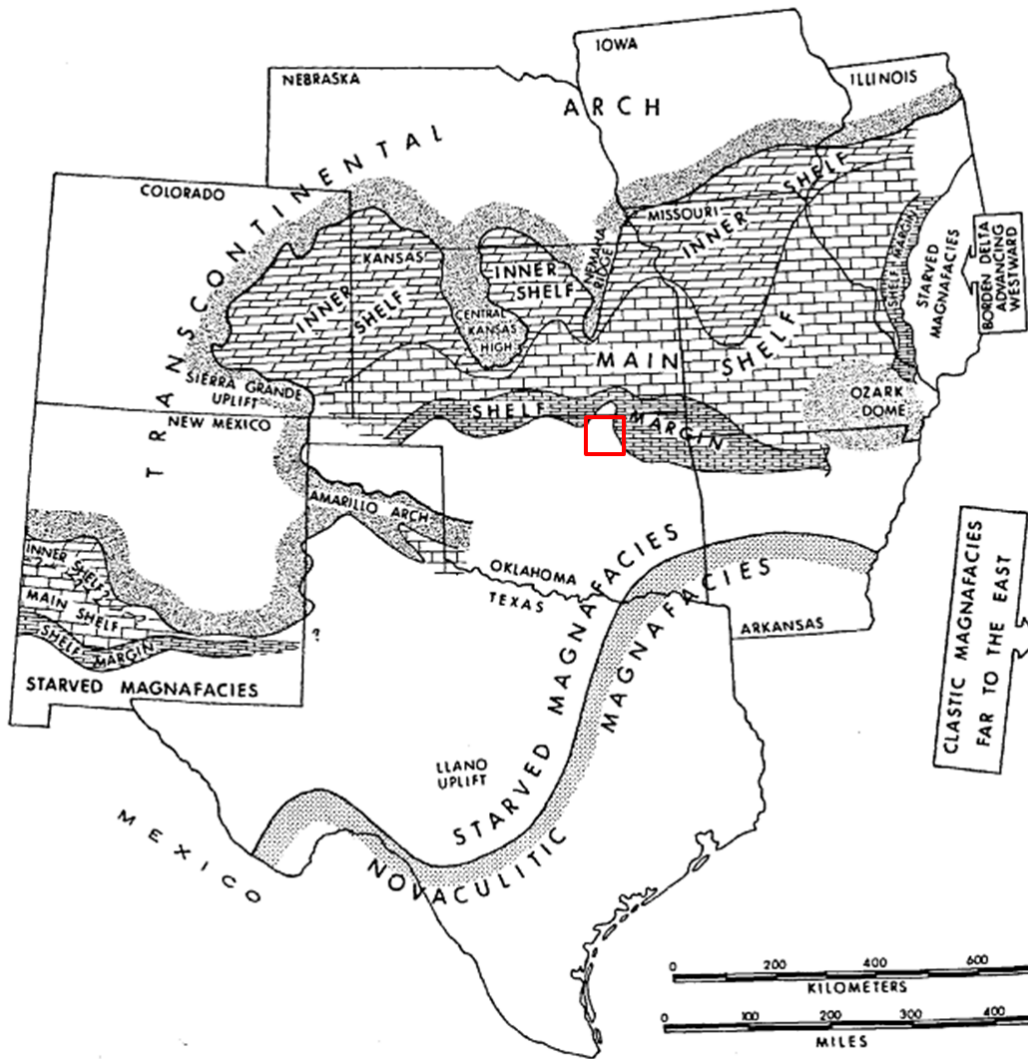 IOWA
NEBRASKA
ILLINOIS
ARCH
TRANSCONTINENTAL
COLORADO
SHELF
MISSOURI
INNER
KANSAS
INNER
SHELF
NEMAHA
RIDGE
INNER
SHELF
CENTRAL
KANSAS
HIGH
SHELF MARGIN
STARVED
MAGNAFACIES
BORDEN DELTA
ADVANCING
WESTWARD
MAIN
SHELF
SIERRA GRANDE
UPLIFT
OZARK
DOME
NEW MEXICO
SHELF
MARGIN
AMARILLO ARCH
INNER SHELF?
?
?
MAIN SHELF
SHELF MARGIN
?
STARVED MAGNAFACIES
OKLAHOMA
TEXAS
ARKANSAS
STARVED MAGNAFACIES
NOVACULITIC MAGNAFACIES
LLANO
UPLIFT
MEXICO
CLASTIC MAGNAFACIES
FAR TO THE EAST
0 200 400 600
KILOMETERS
0 100 200 300 400
MILES